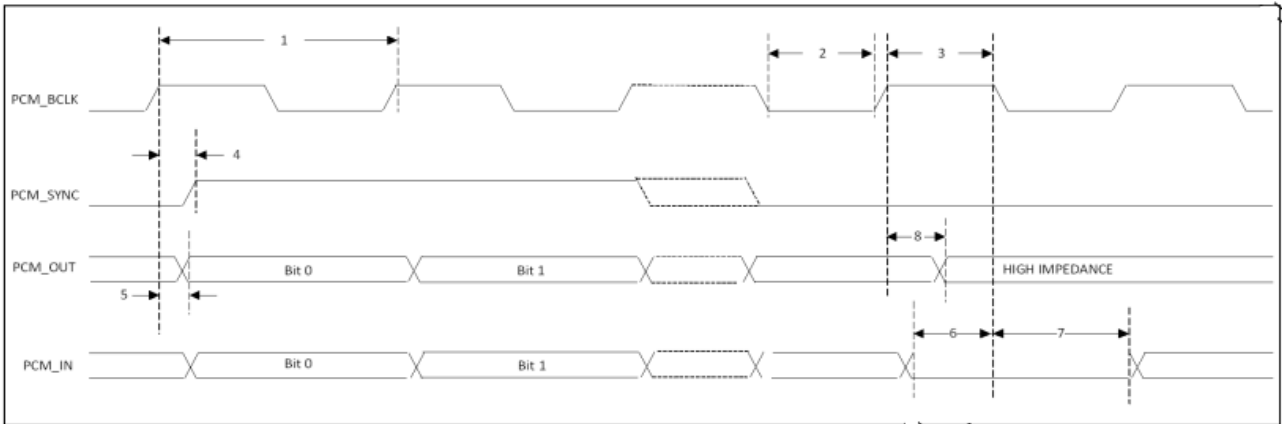 1
2
3
PCM_BCLK
4
PCM_SYNC
8
PCM_OUT
Bit 0
Bit 1
HIGH IMPEDANCE
5
6
7
PCM_IN
Bit 0
Bit 1